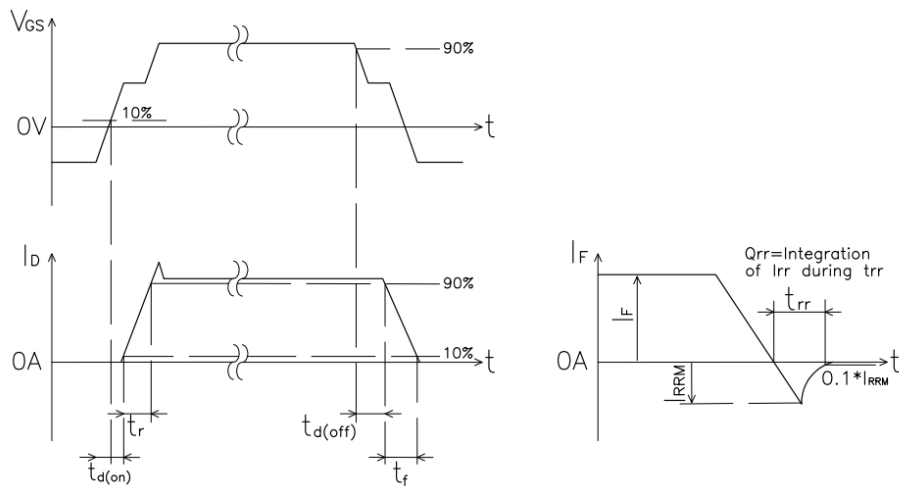 VGS
90%
10%
0V
t
ID
90%
0A
10%
t
tr
td(off)
td(on)
tf
IF
Qrr=Integration
of Irr during trr
trr
IF
0A
t
IRRM
0.1*IRRM